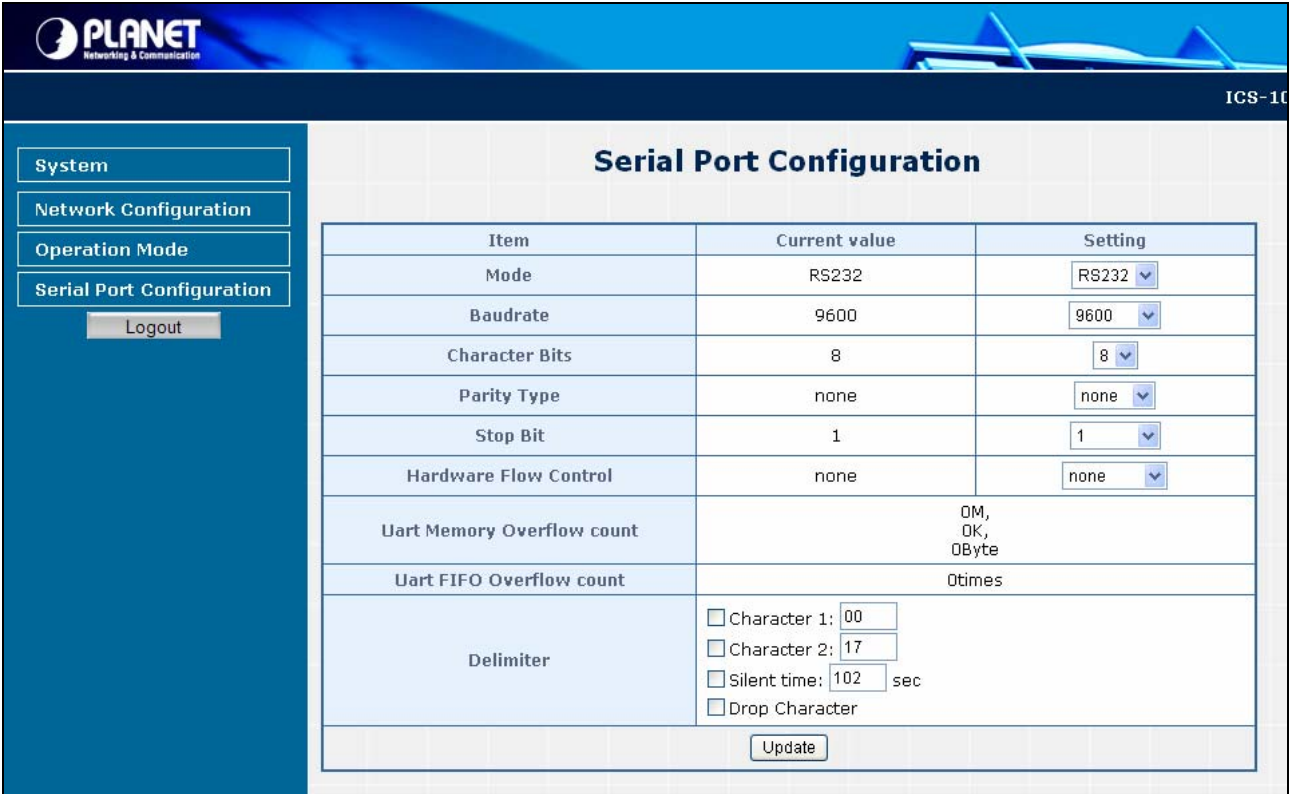 PLANET
Networking & Communication
ICS-10
System
Network Configuration
Operation Mode
Serial Port Configuration
Logout
Serial Port Configuration
Item Current value Setting
Mode RS232 RS232
Baudrate 9600 9600
Character Bits 8 8
Parity Type none none
Stop Bit 1 1
Hardware Flow Control none none
Uart Memory Overflow count 0M,
0K,
0Byte
Uart FIFO Overflow count 0times
Delimiter
Character 1: 00
Character 2: 17
Silent time: 102 sec
Drop Character
Update